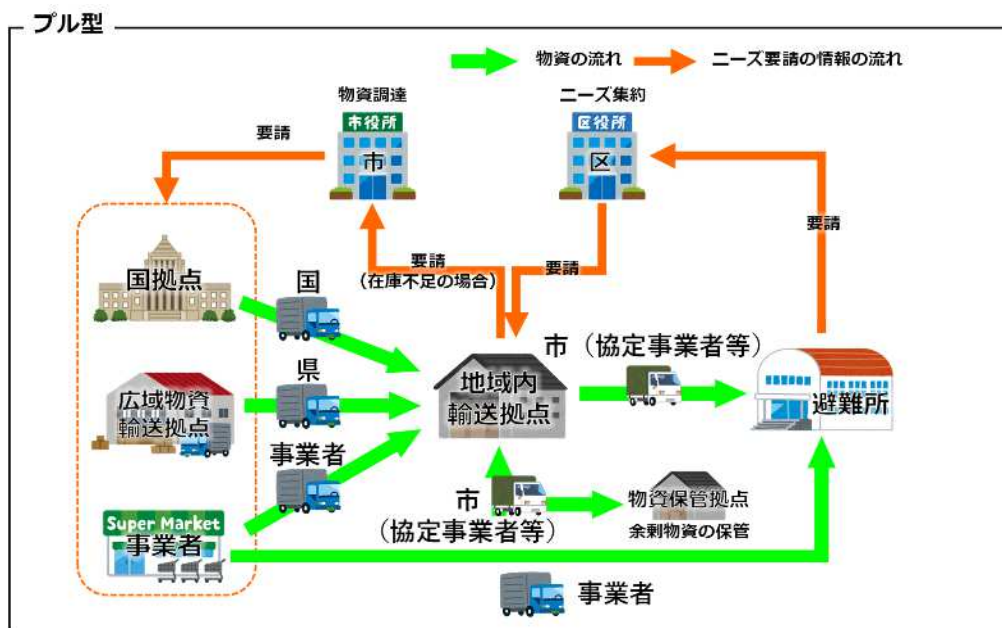 プル型
物資の流れ
ニーズ要請の情報の流れ
物資調達
ニーズ集約
市役所
区役所
要請
市
区
要請
要請
(在庫不足の場合)
要請
国拠点
国
市(協定事業者等)
県
地域内
輸送拠点
避難所
広域物資
輸送拠点
事業者
市
(協定事業者等)
物資保管拠点
余剰物資の保管
Super Market
事業者
事業者